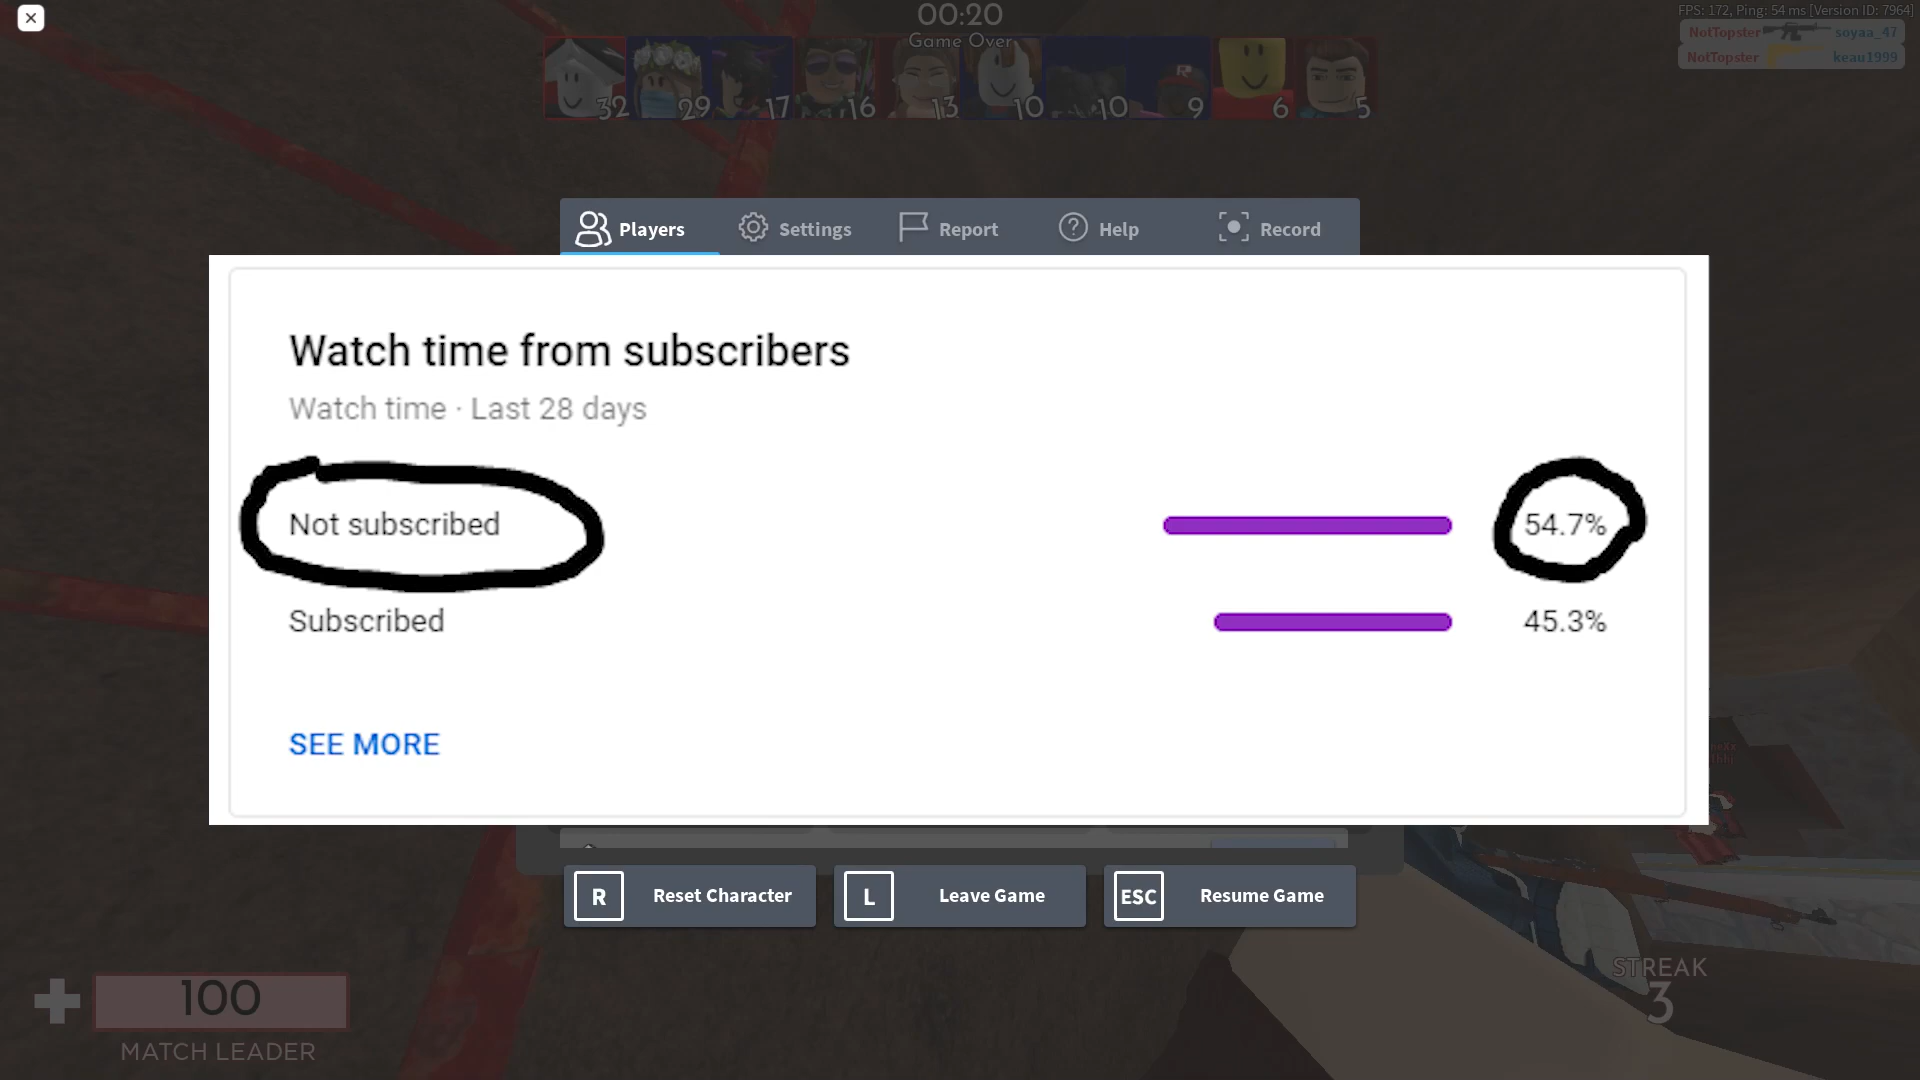 00:20
Game Over
FPS: 172, Ping: 54 ms [Version ID: 7964]
NotTopster soyaa_47
NotTopster keau1999
32 29 17 16 13 10 10 9 6 5
Players Settings Report Help Record
Watch time from subscribers
Watch time · Last 28 days
Not subscribed 54.7%
Subscribed 45.3%
SEE MORE
R Reset Character L Leave Game ESC Resume Game
100
MATCH LEADER
STREAK
3